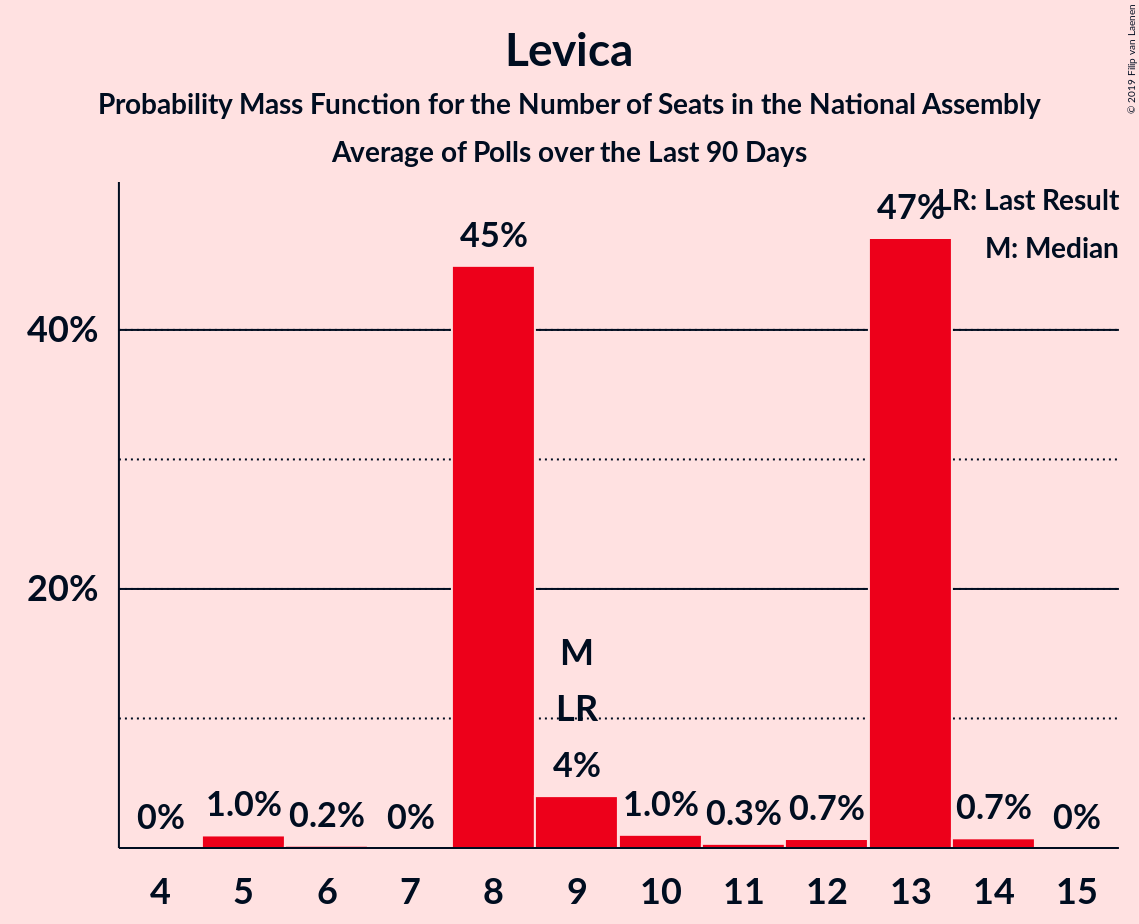 Levica
Probability Mass Function for the Number of Seats in the National Assembly
Average of Polls over the Last 90 Days
© 2019 Filip van Laenen
LR: Last Result
M: Median
40%
20%
0%
1.0%
0.2%
0%
45%
M
LR
4%
1.0%
0.3%
0.7%
47%
0.7%
0%
4 5 6 7 8 9 10 11 12 13 14 15